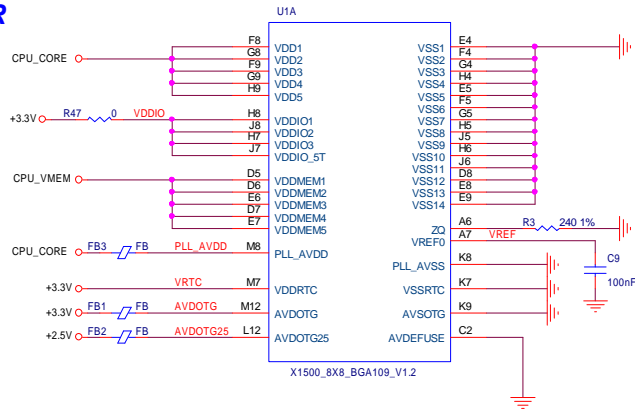 R
U1A
CPU_CORE
F8 VDD1
G8 VDD2
F9 VDD3
G9 VDD4
H9 VDD5
+3.3V R47 0 VDDIO
H8 VDDIO1
J8 VDDIO2
H7 VDDIO3
J7 VDDIO_5T
CPU_VMEM
D5 VDDMEM1
D6 VDDMEM2
E6 VDDMEM3
D7 VDDMEM4
E7 VDDMEM5
CPU_CORE FB3 FB PLL_AVDD M8 PLL_AVDD
+3.3V VRTC M7 VDDRTC
+3.3V FB1 FB AVDOTG M12 AVDOTG
+2.5V FB2 FB AVDOTG25 L12 AVDOTG25
VSS1 E4
VSS2 F4
VSS3 G4
VSS4 H4
VSS5 E5
VSS6 F5
VSS7 G5
VSS8 H5
VSS9 J5
VSS10 H6
VSS11 J6
VSS12 D8
VSS13 E8
VSS14 E9
ZQ A6 R3 240 1%
VREF0 A7 VREF
C9
100nF
PLL_AVSS K8
VSSRTC K7
AVSOTG K9
AVDEFUSE C2
X1500_8X8_BGA109_V1.2